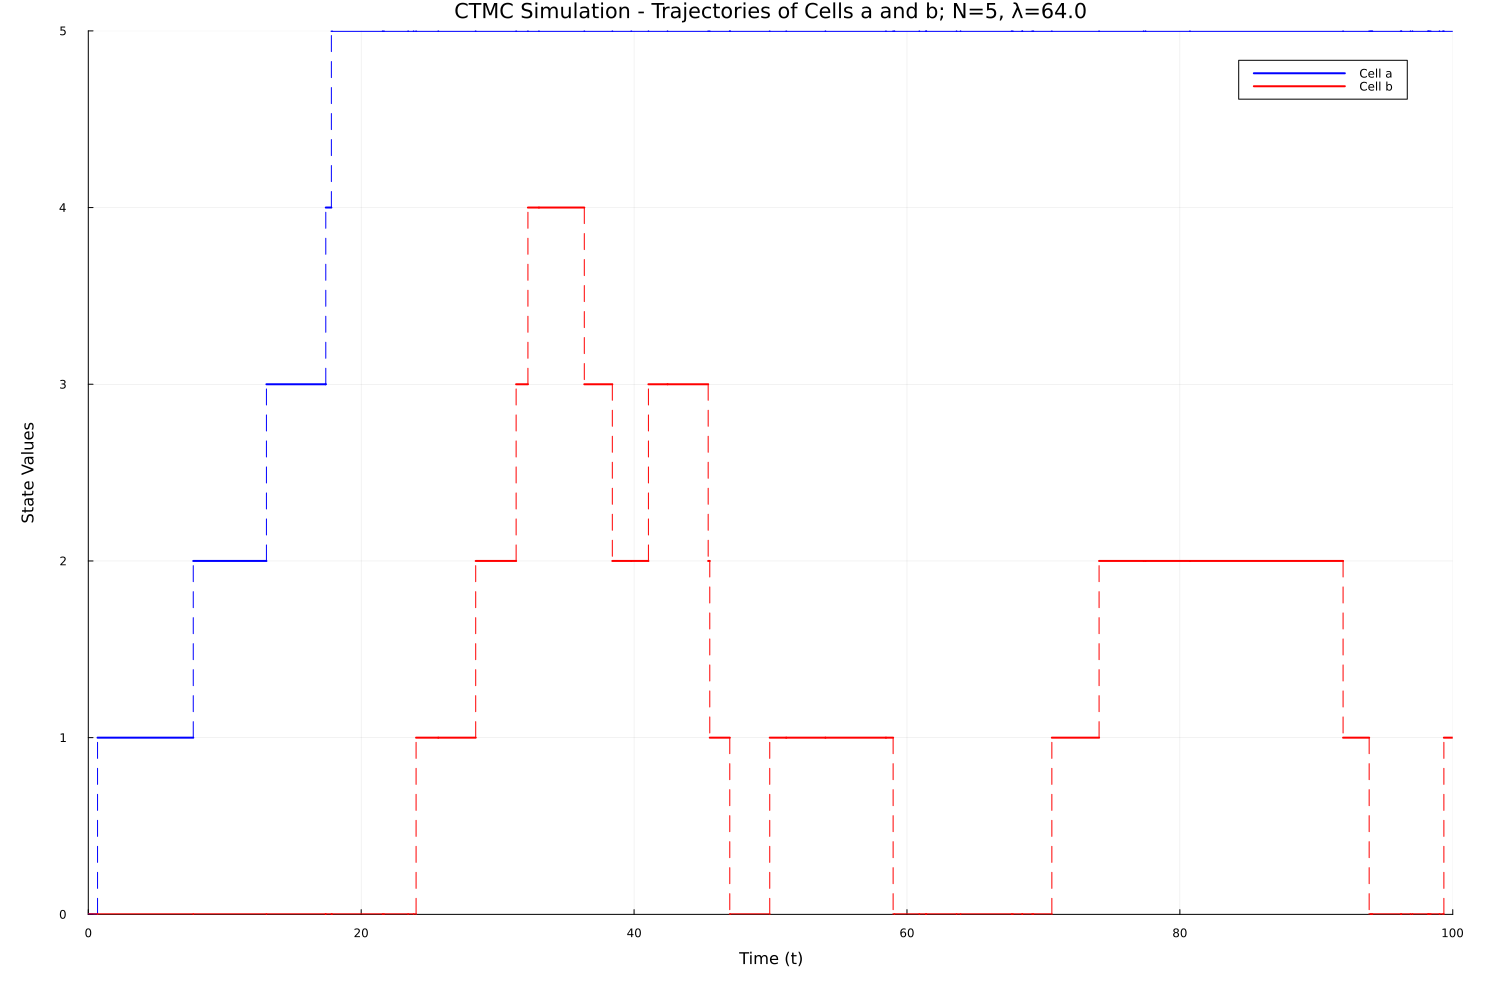 CTMC Simulation - Trajectories of Cells a and b; N=5, λ=64.0
5
Cell a
Cell b
4
3
State Values
2
1
0
0 20 40 60 80 100
Time (t)